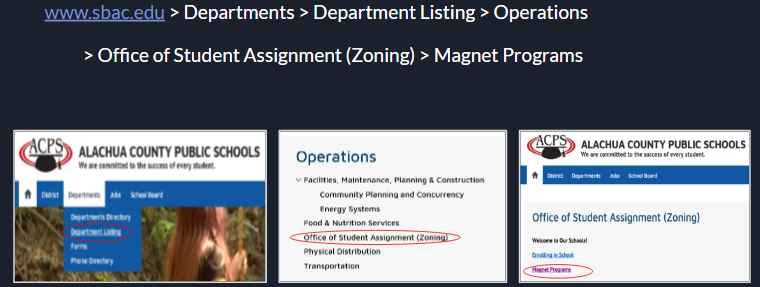 www.sbac.edu > Departments > Department Listing > Operations
> Office of Student Assignment (Zoning) > Magnet Programs
ACPS
ALACHUA COUNTY PUBLIC SCHOOLS
We are committed to the success of every student.
District Departments Jobs School Board
Departments Directory
Department Listing
Forms
Phone Directory
Operations
Facilities, Maintenance, Planning & Construction
Community Planning and Concurrency
Energy Systems
Food & Nutrition Services
Office of Student Assignment (Zoning)
Physical Distribution
Transportation
ACPS
ALACHUA COUNTY PUBLIC SCHOOLS
We are committed to the success of every student.
District Departments Jobs School Board
Office of Student Assignment (Zoning)
Welcome to Our Schools!
Enrolling in School
Magnet Programs